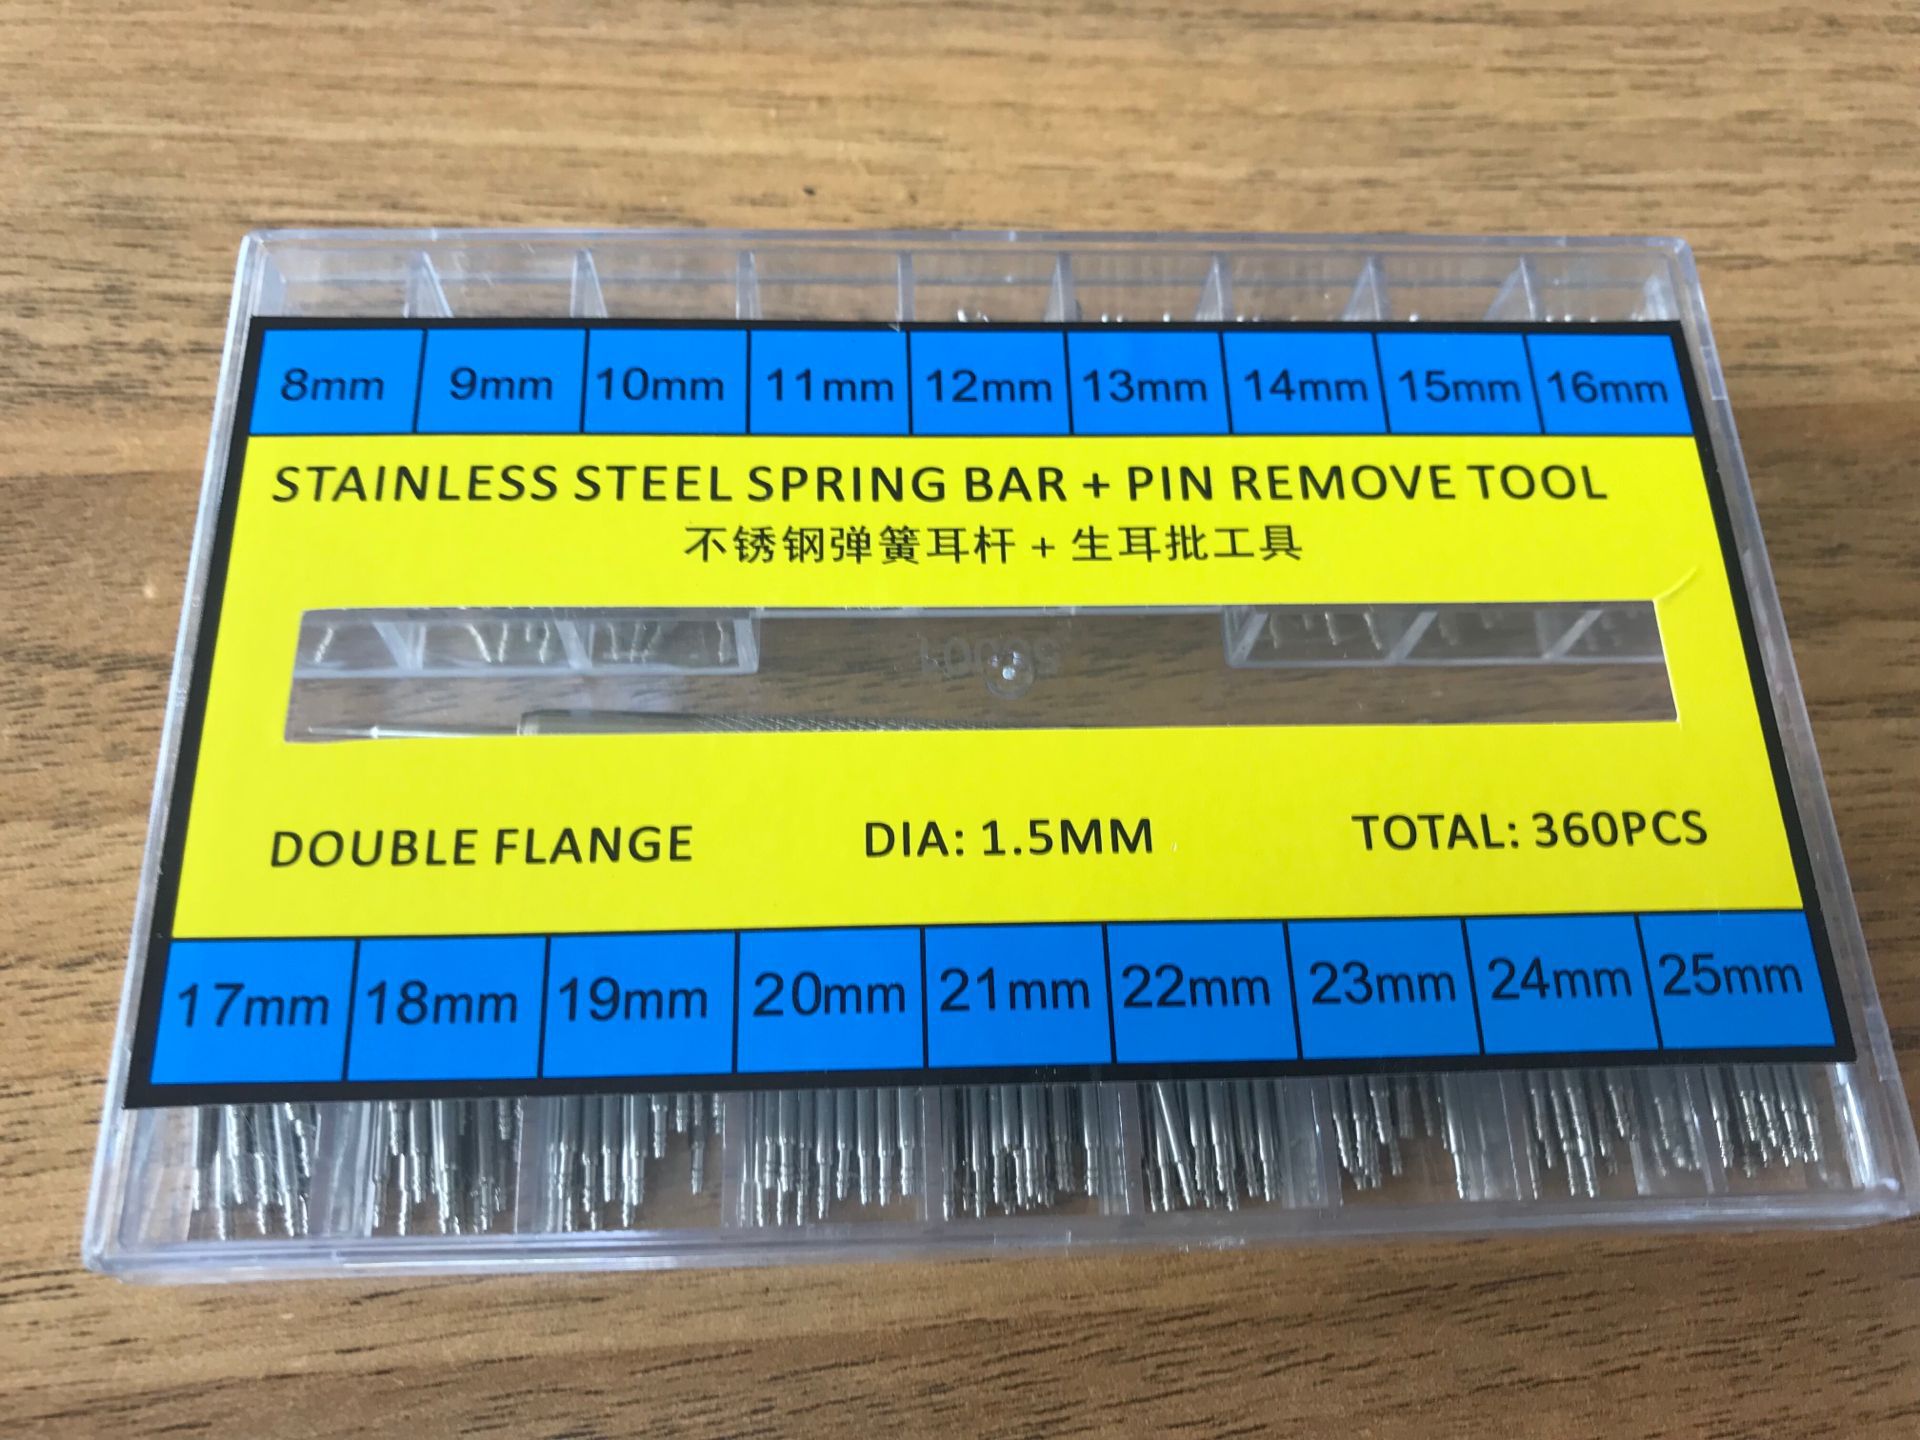 8mm 9mm 10mm 11mm 12mm 13mm 14mm 15mm 16mm
STAINLESS STEEL SPRING BAR + PIN REMOVE TOOL
不锈钢弹簧耳杆 + 生耳批工具
DOUBLE FLANGE DIA: 1.5MM TOTAL: 360PCS
17mm 18mm 19mm 20mm 21mm 22mm 23mm 24mm 25mm